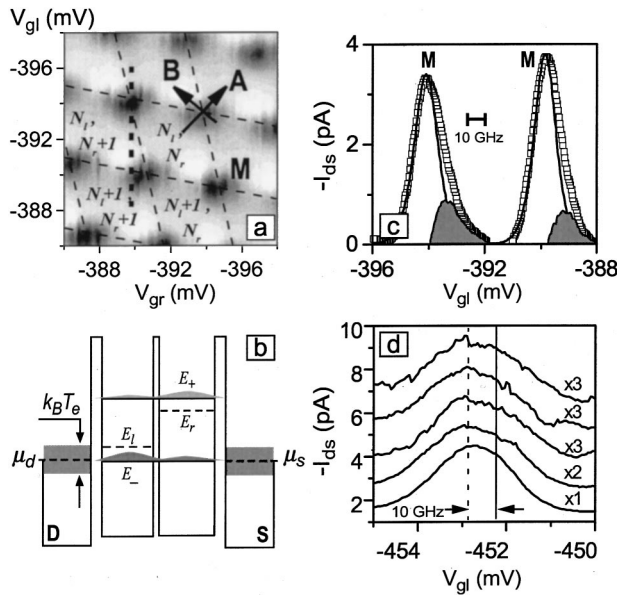 V_gl
-396
-392
-388
B
A
N_l,
N_r+1
N_l,
N_r
M
N_l+1,
N_r+1
N_l+1,
N_r
a
-388
-392
-396
V_gr (mV)
4
2
0
-I_ds (pA)
M
M
10 GHz
c
-396
-392
-388
V_gl (mV)
b
k_BT_e
E_+
E_r
E_l
E_-
μ_d
μ_s
D
S
10
8
6
4
2
-I_ds (pA)
d
x3
x3
x3
x2
x1
10 GHz
-454
-452
-450
V_gl (mV)